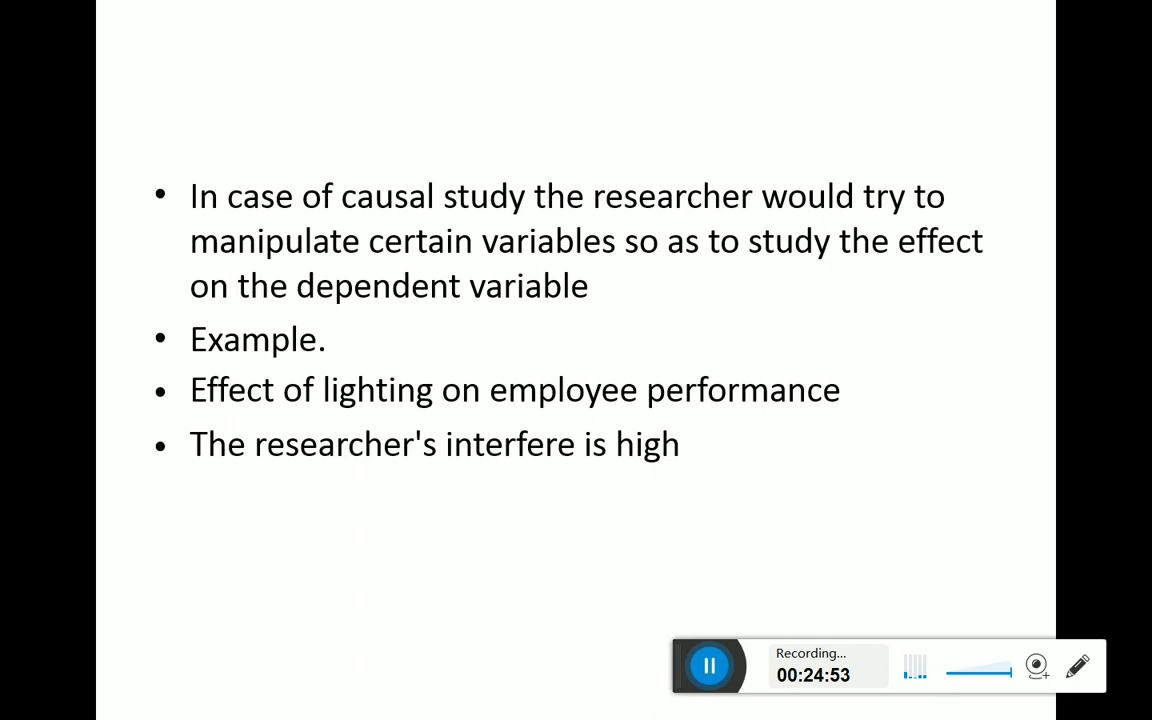 • In case of causal study the researcher would try to
manipulate certain variables so as to study the effect
on the dependent variable
• Example.
• Effect of lighting on employee performance
• The researcher's interfere is high
Recording...
00:24:53